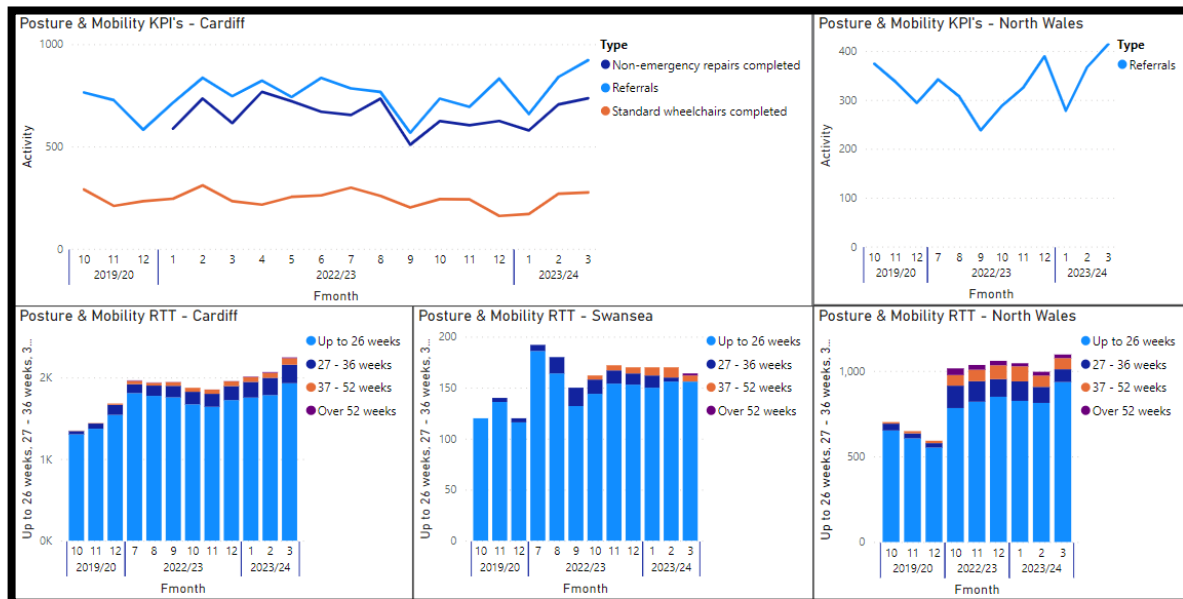 Posture & Mobility KPI's - Cardiff
1000
500
0
Activity
10 11 12 1 2 3 4 5 6 7 8 9 10 11 12 1 2 3
2019/20 2022/23 2023/24
Fmonth
Type
Non-emergency repairs completed
Referrals
Standard wheelchairs completed
Posture & Mobility KPI's - North Wales
400
300
200
100
0
Activity
10 11 12 7 8 9 10 11 12 1 2 3
2019/20 2022/23 2023/24
Fmonth
Type
Referrals
Posture & Mobility RTT - Cardiff
Up to 26 weeks, 27 - 36 weeks, 3...
2K
1K
0K
10 11 12 7 8 9 10 11 12 1 2 3
2019/20 2022/23 2023/24
Fmonth
Up to 26 weeks
27 - 36 weeks
37 - 52 weeks
Over 52 weeks
Posture & Mobility RTT - Swansea
Up to 26 weeks, 27 - 36 weeks, 3...
200
150
100
50
0
10 11 12 7 8 9 10 11 12 1 2 3
2019/20 2022/23 2023/24
Fmonth
Up to 26 weeks
27 - 36 weeks
37 - 52 weeks
Over 52 weeks
Posture & Mobility RTT - North Wales
Up to 26 weeks, 27 - 36 weeks, 3...
1,000
500
0
10 11 12 10 11 12 1 2 3
2019/20 2022/23 2023/24
Fmonth
Up to 26 weeks
27 - 36 weeks
37 - 52 weeks
Over 52 weeks